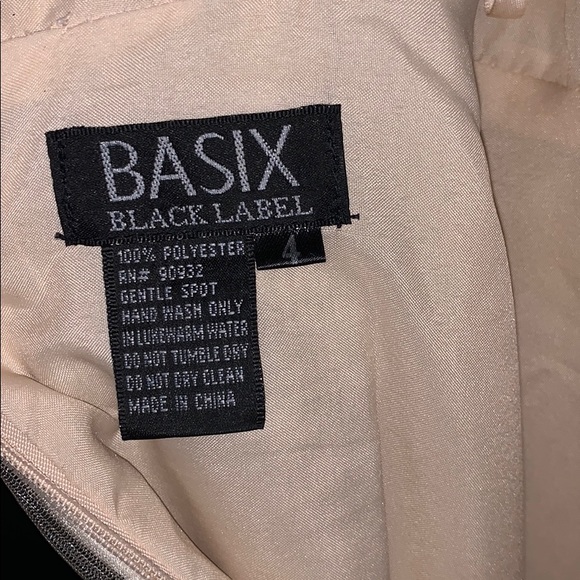 BASIX
BLACK LABEL
4
100% POLYESTER
RN# 90932
GENTLE SPOT
HAND WASH ONLY
IN LUKEWARM WATER
DO NOT TUMBLE DRY
DO NOT DRY CLEAN
MADE IN CHINA